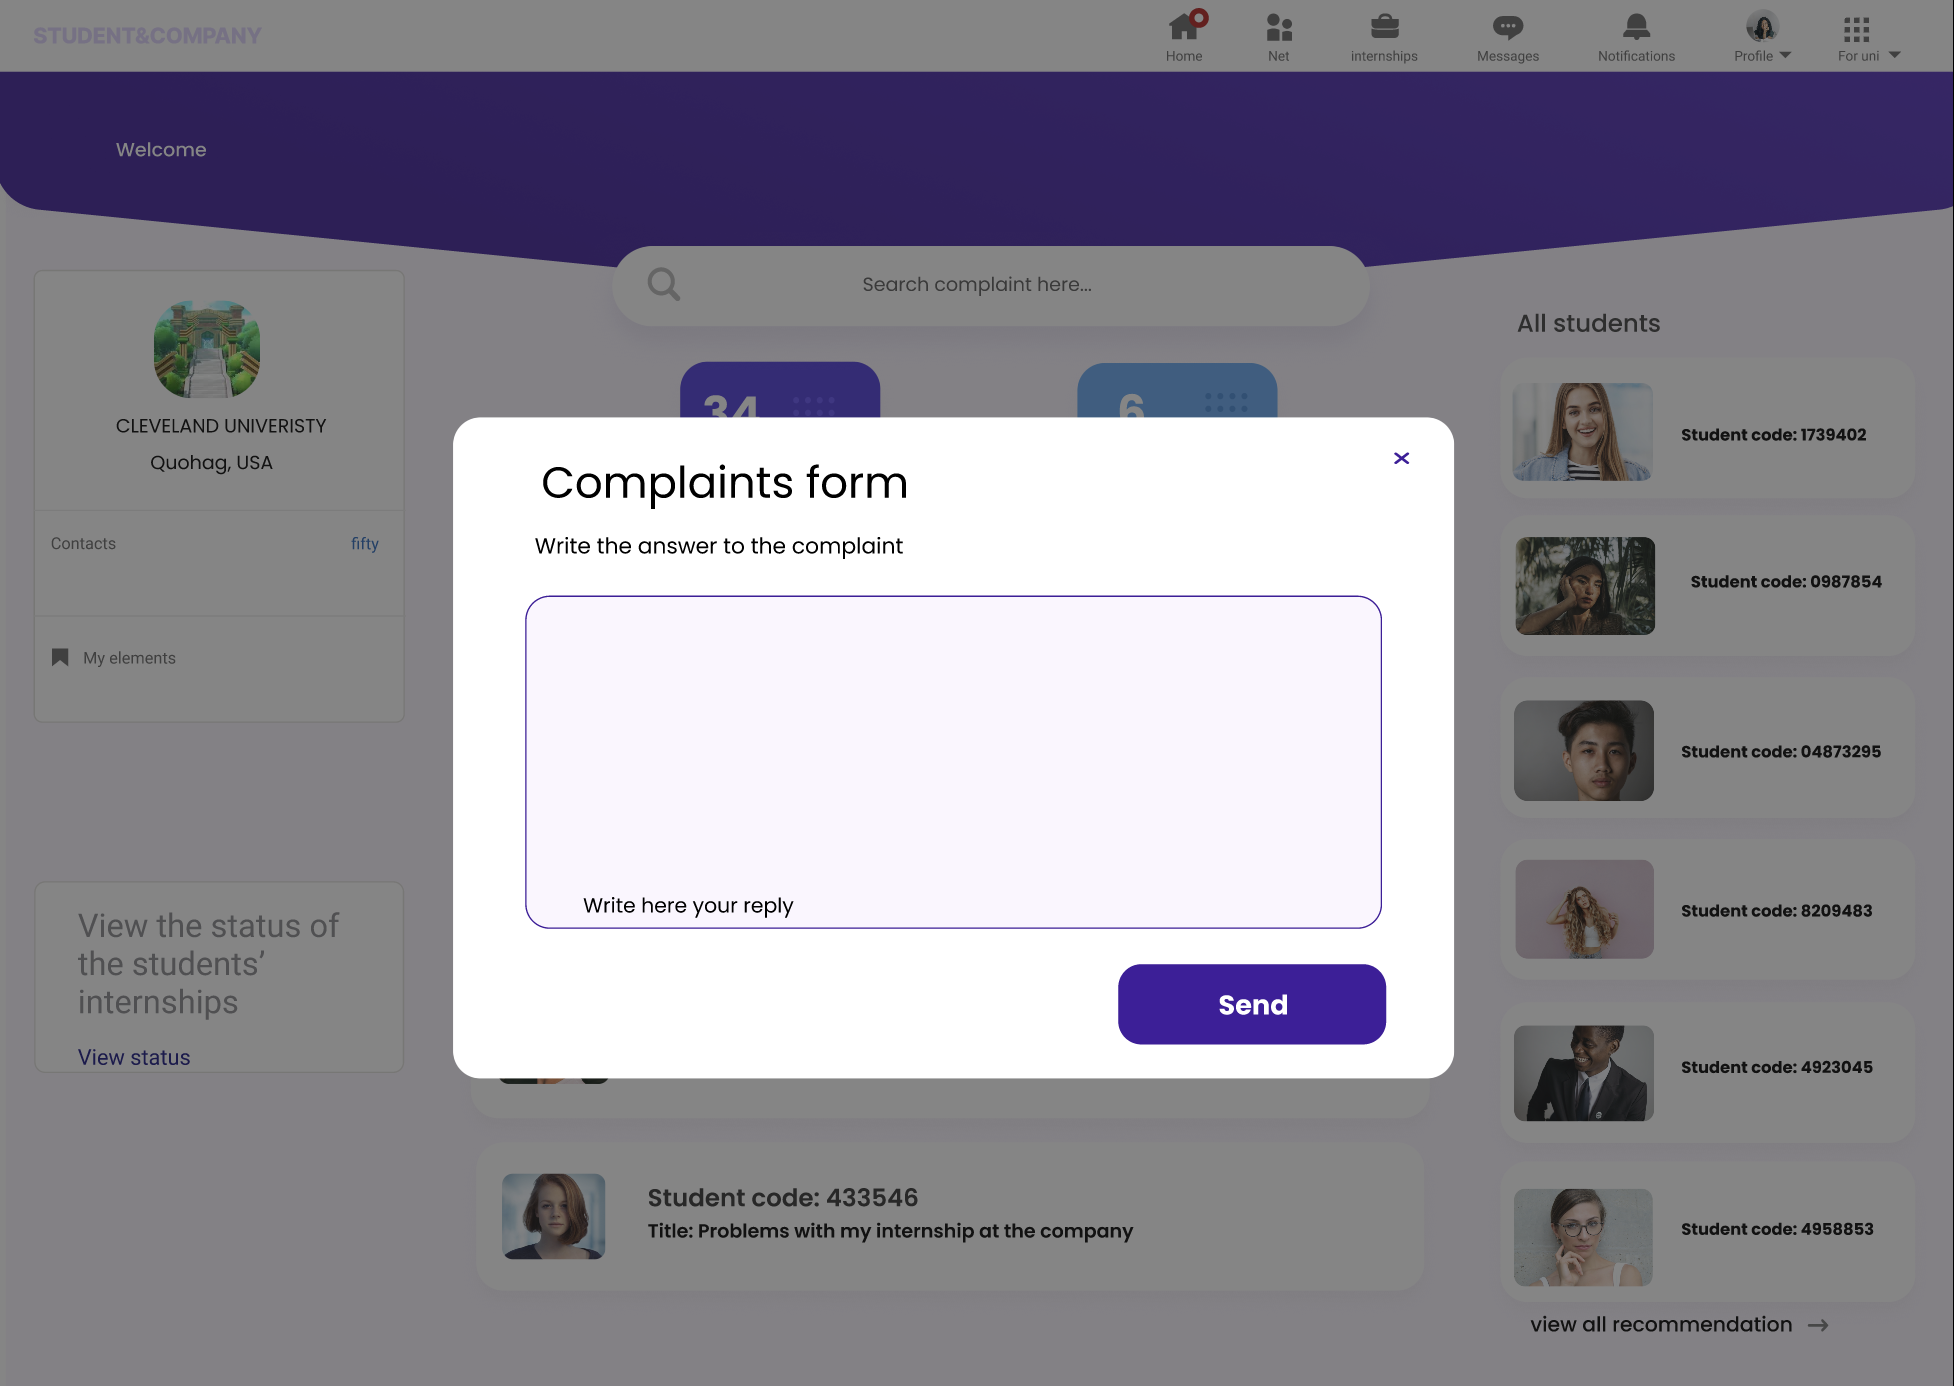 STUDENT&COMPANY
Home
Net
internships
Messages
Notifications
Profile
For uni
Welcome
Search complaint here...
CLEVELAND UNIVERISTY
Quohag, USA
Contacts
fifty
My elements
View the status of
the students’
internships
View status
34
6
Complaints form
Write the answer to the complaint
Write here your reply
Send
Student code: 433546
Title: Problems with my internship at the company
All students
Student code: 1739402
Student code: 0987854
Student code: 04873295
Student code: 8209483
Student code: 4923045
Student code: 4958853
view all recommendation